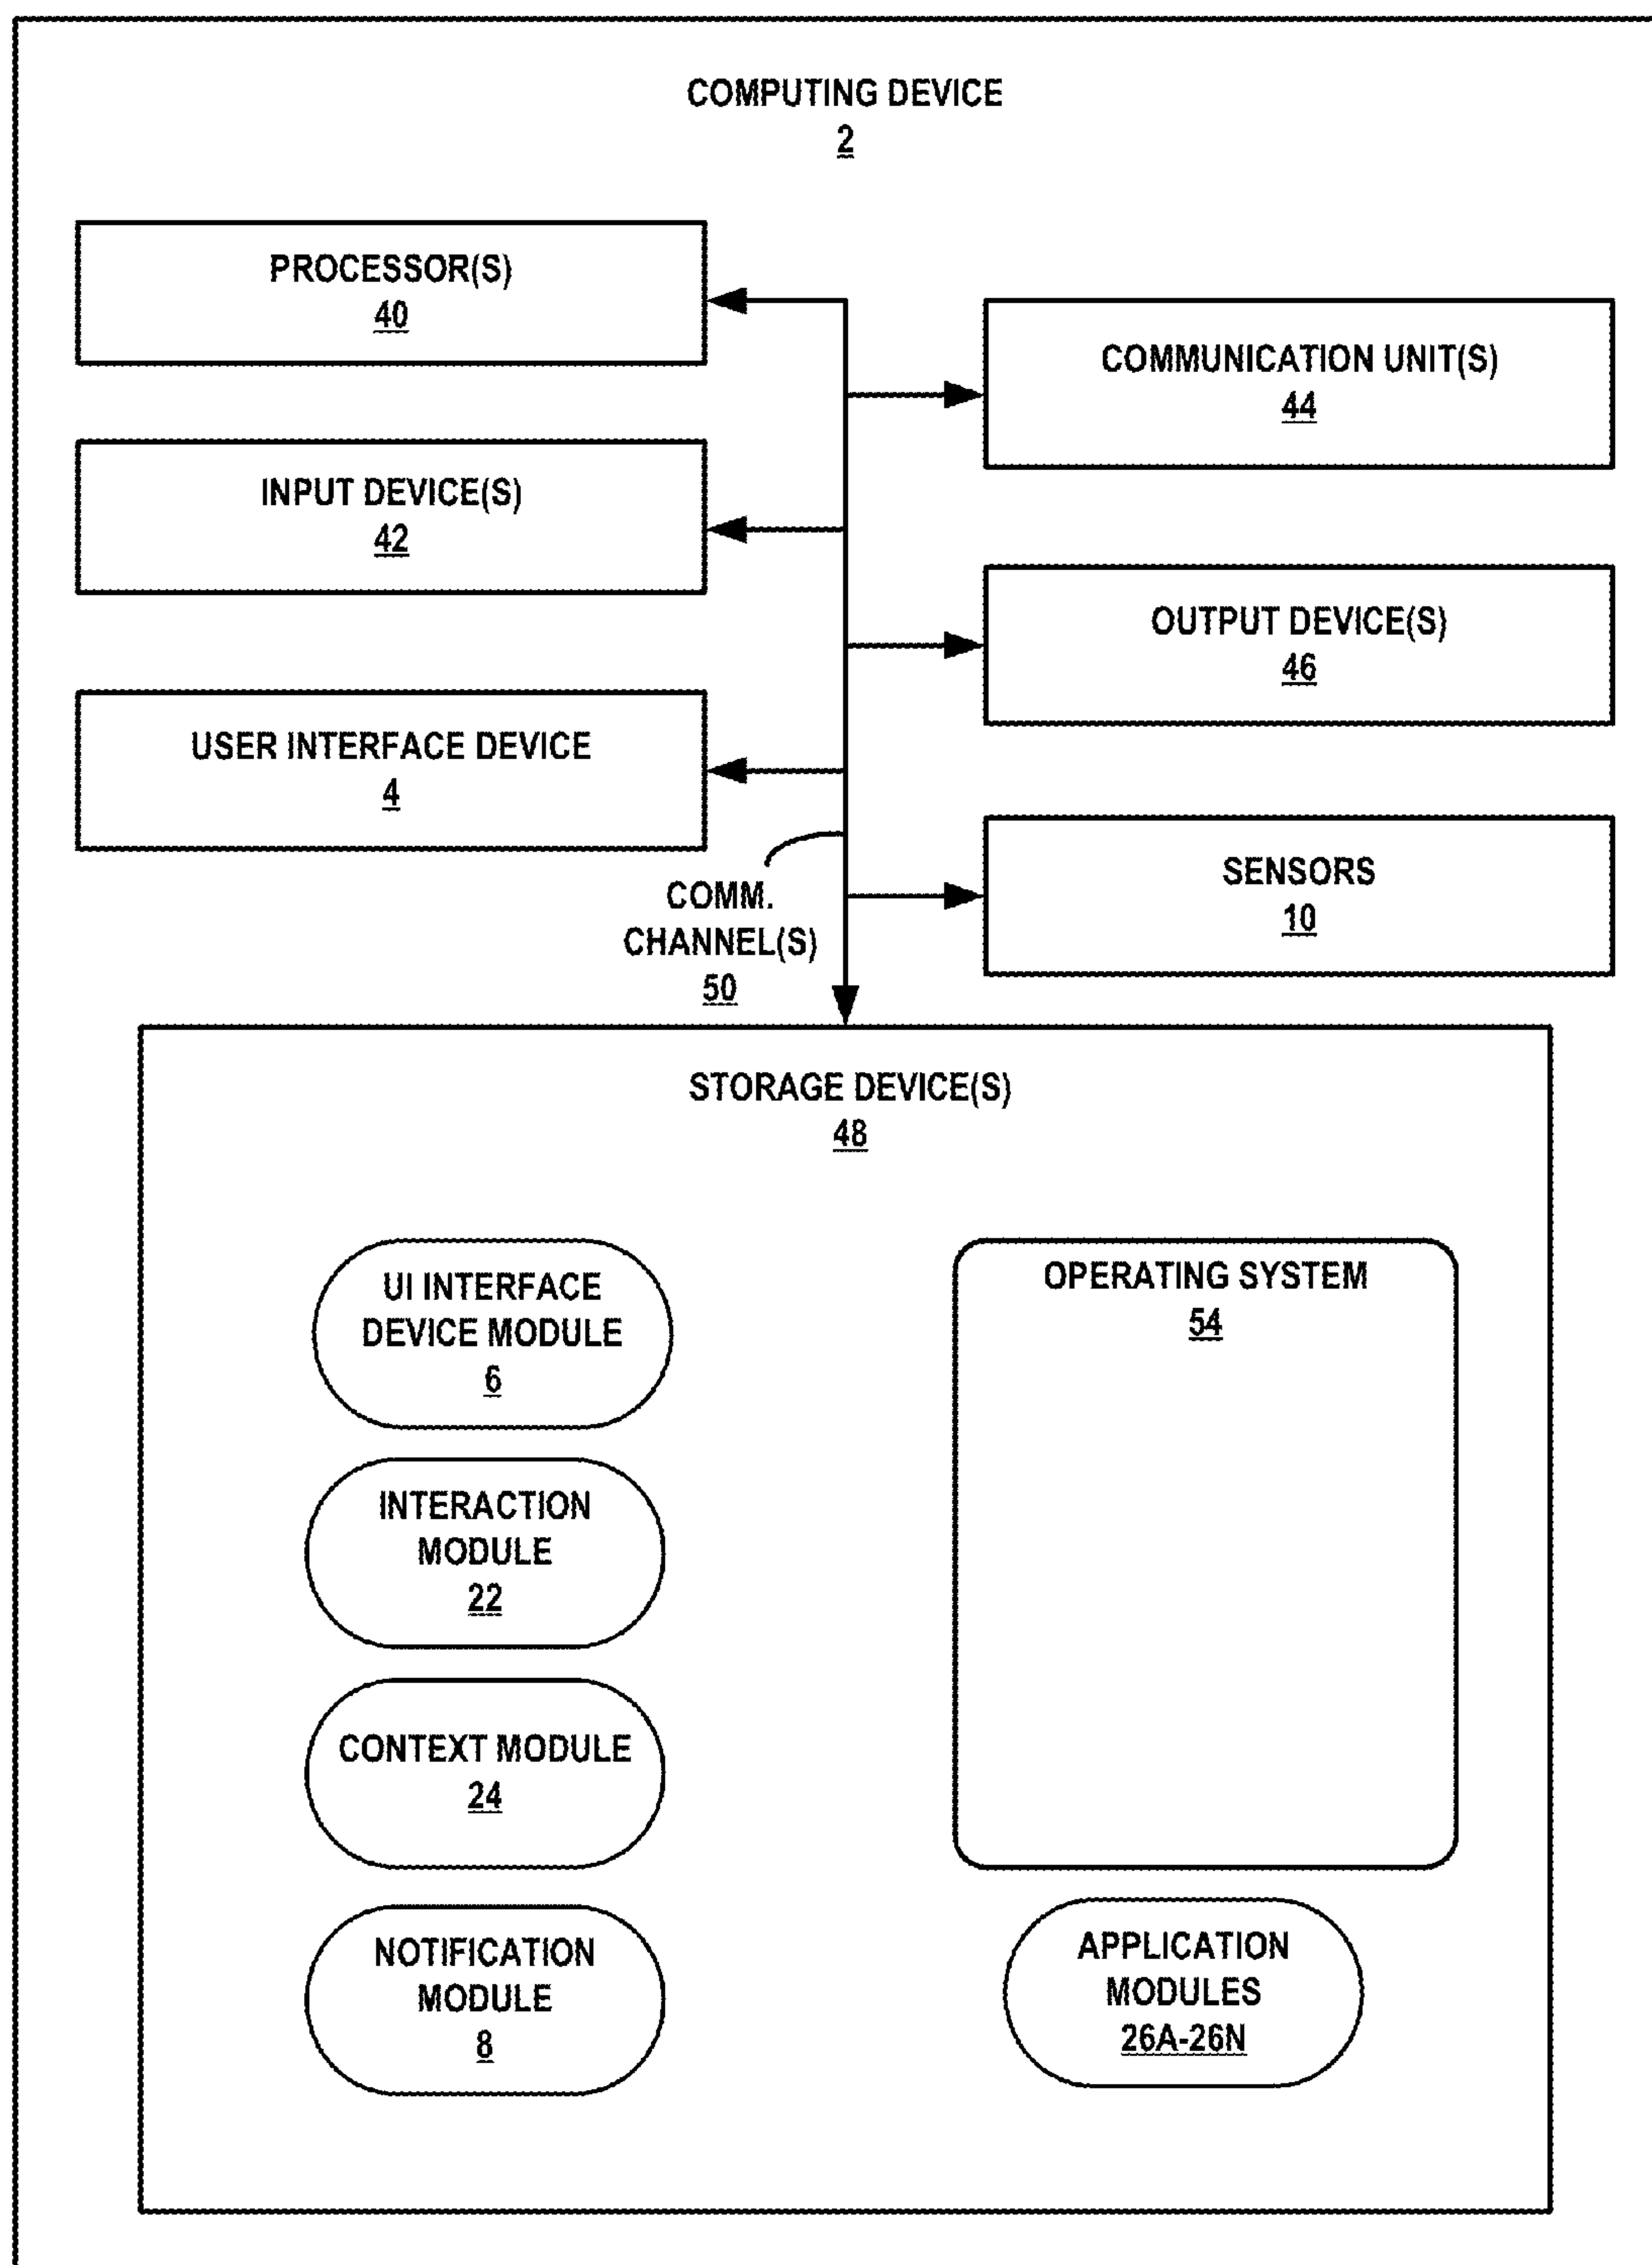 COMPUTING DEVICE
2
PROCESSOR(S)
40
COMMUNICATION UNIT(S)
44
INPUT DEVICE(S)
42
OUTPUT DEVICE(S)
46
USER INTERFACE DEVICE
4
SENSORS
10
COMM.
CHANNEL(S)
50
STORAGE DEVICE(S)
48
UI INTERFACE
DEVICE MODULE
6
INTERACTION
MODULE
22
CONTEXT MODULE
24
NOTIFICATION
MODULE
8
OPERATING SYSTEM
54
APPLICATION
MODULES
26A-26N